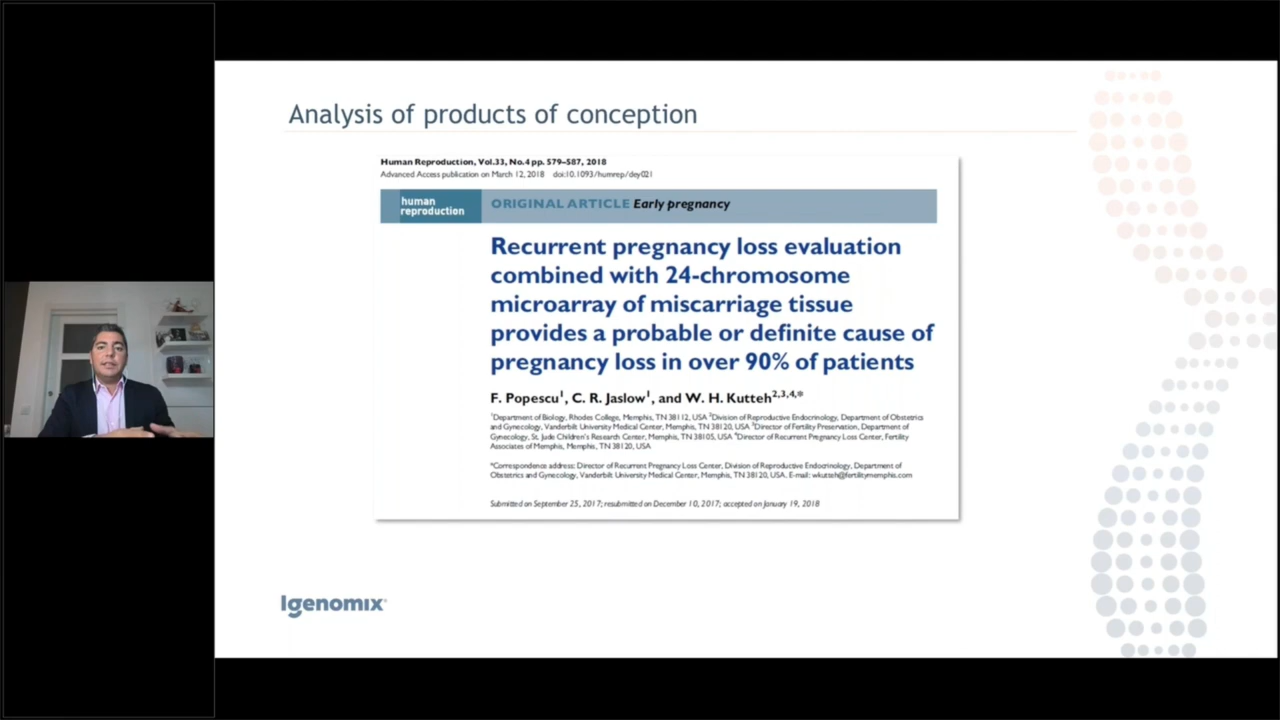 Analysis of products of conception
Human Reproduction, Vol.33, No.4 pp. 579–587, 2018
Advanced Access publication on March 12, 2018 doi:10.1093/humrep/dey021
human
reproduction
ORIGINAL ARTICLE Early pregnancy
Recurrent pregnancy loss evaluation
combined with 24-chromosome
microarray of miscarriage tissue
provides a probable or definite cause of
pregnancy loss in over 90% of patients
F. Popescu¹, C. R. Jaslow¹, and W. H. Kutteh²,³,⁴,*
¹Department of Biology, Rhodes College, Memphis, TN 38112, USA ²Division of Reproductive Endocrinology, Department of Obstetrics
and Gynecology, Vanderbilt University Medical Center, Memphis, TN 38120, USA ³Director of Fertility Preservation, Department of
Gynecology, St. Jude Children's Research Center, Memphis, TN 38105, USA ⁴Director of Recurrent Pregnancy Loss Center, Fertility
Associates of Memphis, Memphis, TN 38120, USA
*Correspondence address: Director of Recurrent Pregnancy Loss Center, Division of Reproductive Endocrinology, Department of
Obstetrics and Gynecology, Vanderbilt University Medical Center, Memphis, TN 38120, USA. E-mail: wkutteh@fertilitymemphis.com
Submitted on September 25, 2017; resubmitted on December 10, 2017; accepted on January 19, 2018
Igenomix